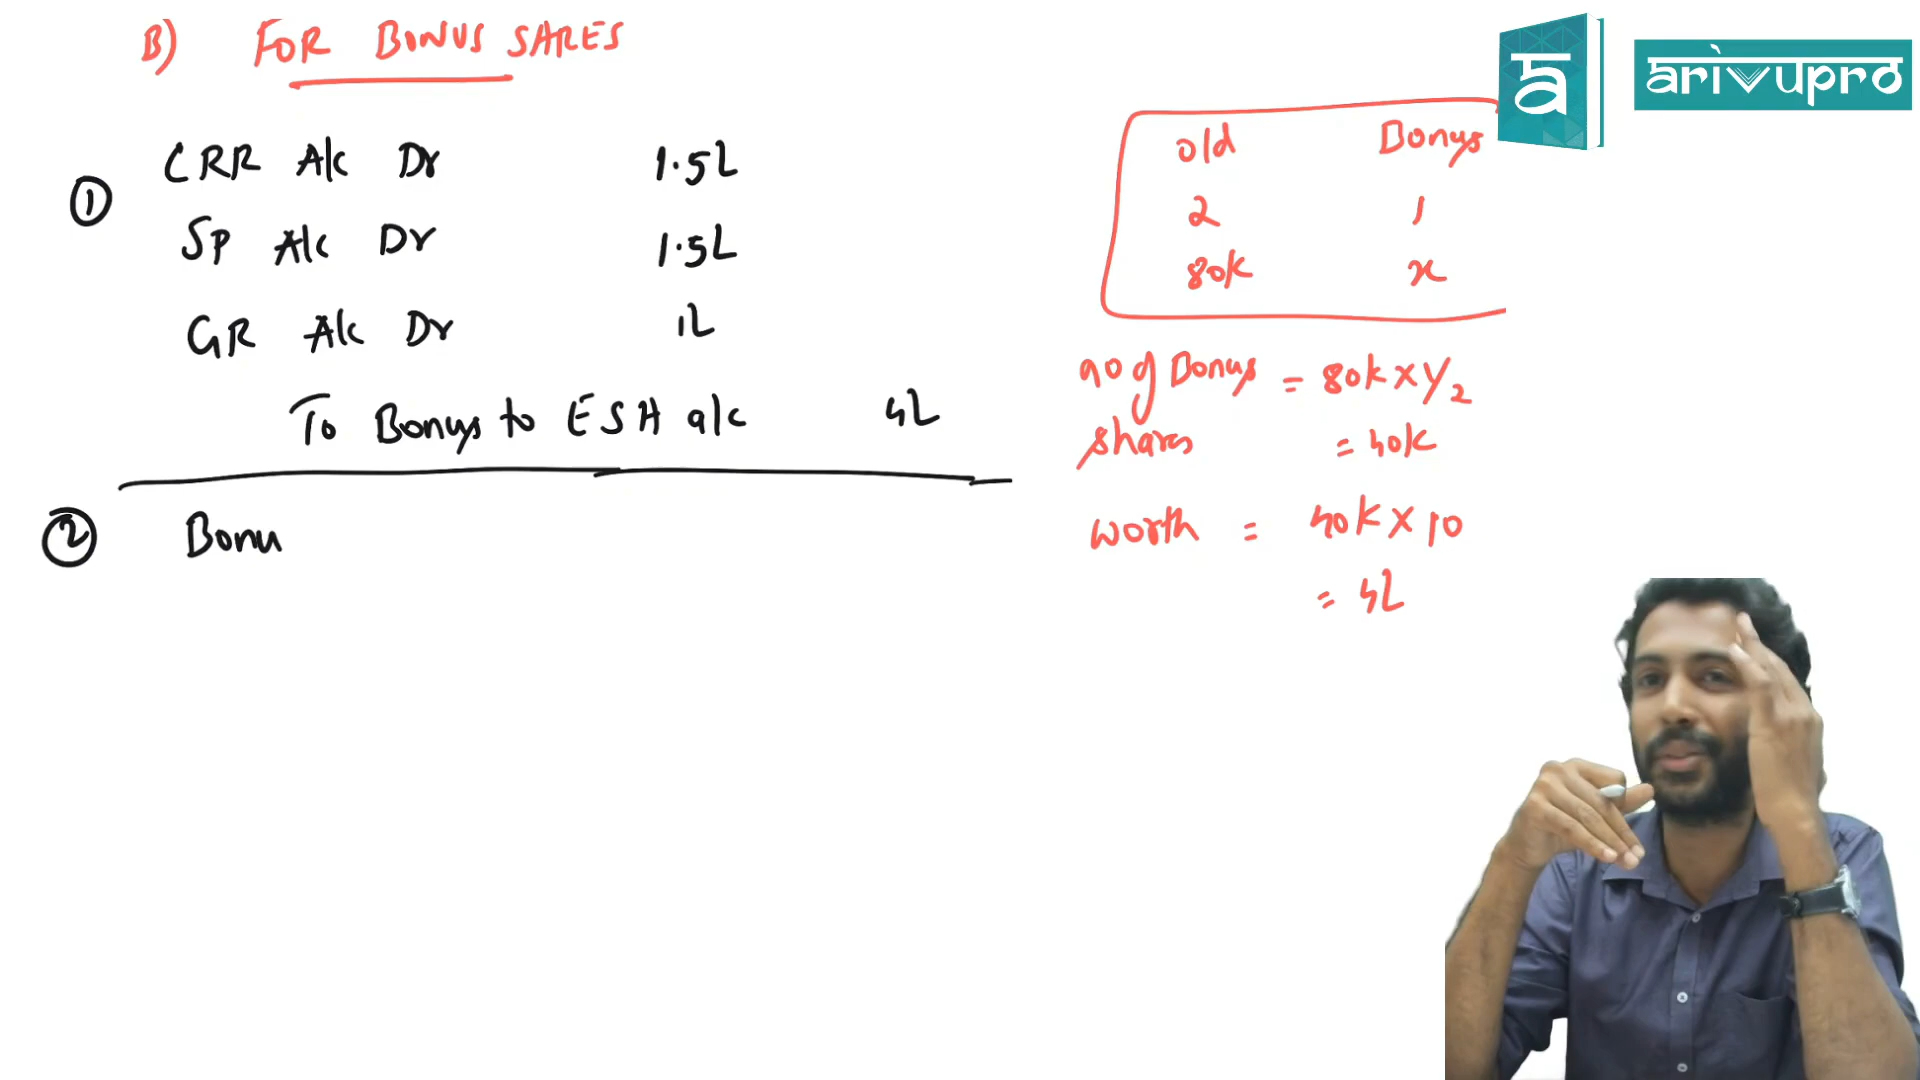 B) FOR BONUS SARES
① CRR A/c Dr 1.5L
SP A/c Dr 1.5L
GR A/c Dr 1L
To Bonus to ESH a/c 4L
② Bonu
old Bonus
2 1
80k x
no of Bonus shares = 80k x 1/2
= 40k
worth = 40k x 10
= 4L
a arivupro